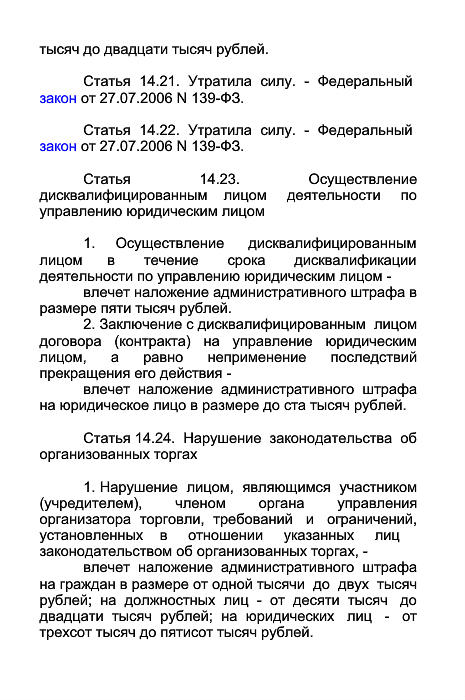 тысяч до двадцати тысяч рублей.
Статья 14.21. Утратила силу. - Федеральный
закон от 27.07.2006 N 139-ФЗ.
Статья 14.22. Утратила силу. - Федеральный
закон от 27.07.2006 N 139-ФЗ.
Статья 14.23. Осуществление
дисквалифицированным лицом деятельности по
управлению юридическим лицом
1. Осуществление дисквалифицированным
лицом в течение срока дисквалификации
деятельности по управлению юридическим лицом -
влечет наложение административного штрафа в
размере пяти тысяч рублей.
2. Заключение с дисквалифицированным лицом
договора (контракта) на управление юридическим
лицом, а равно неприменение последствий
прекращения его действия -
влечет наложение административного штрафа
на юридическое лицо в размере до ста тысяч рублей.
Статья 14.24. Нарушение законодательства об
организованных торгах
1. Нарушение лицом, являющимся участником
(учредителем), членом органа управления
организатора торговли, требований и ограничений,
установленных в отношении указанных лиц
законодательством об организованных торгах, -
влечет наложение административного штрафа
на граждан в размере от одной тысячи до двух тысяч
рублей; на должностных лиц - от десяти тысяч до
двадцати тысяч рублей; на юридических лиц - от
трехсот тысяч до пятисот тысяч рублей.